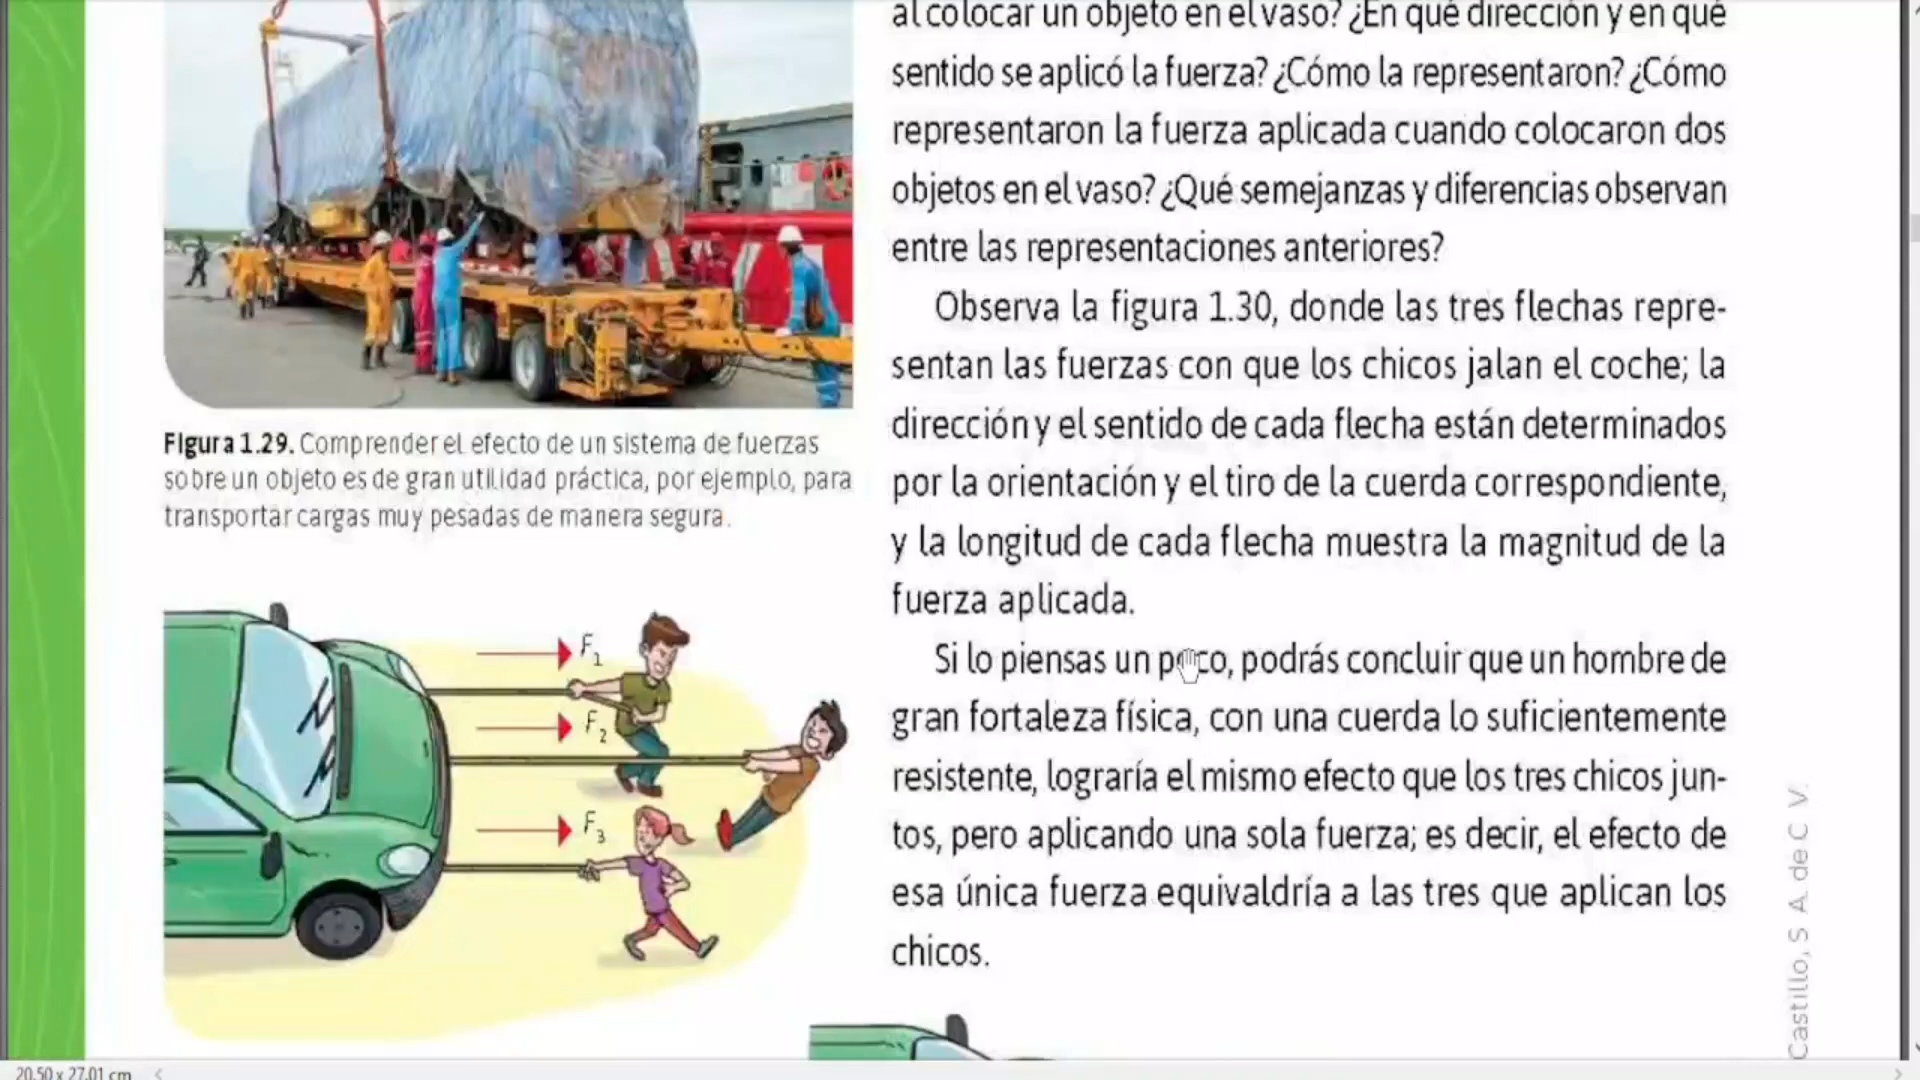 al colocar un objeto en el vaso? ¿En qué dirección y en qué
sentido se aplicó la fuerza? ¿Cómo la representaron? ¿Cómo
representaron la fuerza aplicada cuando colocaron dos
objetos en el vaso? ¿Qué semejanzas y diferencias observan
entre las representaciones anteriores?
Observa la figura 1.30, donde las tres flechas repre-
sentan las fuerzas con que los chicos jalan el coche; la
dirección y el sentido de cada flecha están determinados
por la orientación y el tiro de la cuerda correspondiente,
y la longitud de cada flecha muestra la magnitud de la
fuerza aplicada.
Si lo piensas un poco, podrás concluir que un hombre de
gran fortaleza física, con una cuerda lo suficientemente
resistente, lograría el mismo efecto que los tres chicos jun-
tos, pero aplicando una sola fuerza; es decir, el efecto de
esa única fuerza equivaldría a las tres que aplican los
chicos.
Figura 1.29. Comprender el efecto de un sistema de fuerzas
sobre un objeto es de gran utilidad práctica, por ejemplo, para
transportar cargas muy pesadas de manera segura.
F1
F2
F3
Castillo, S A de C V.
20.50 x 27.01 cm